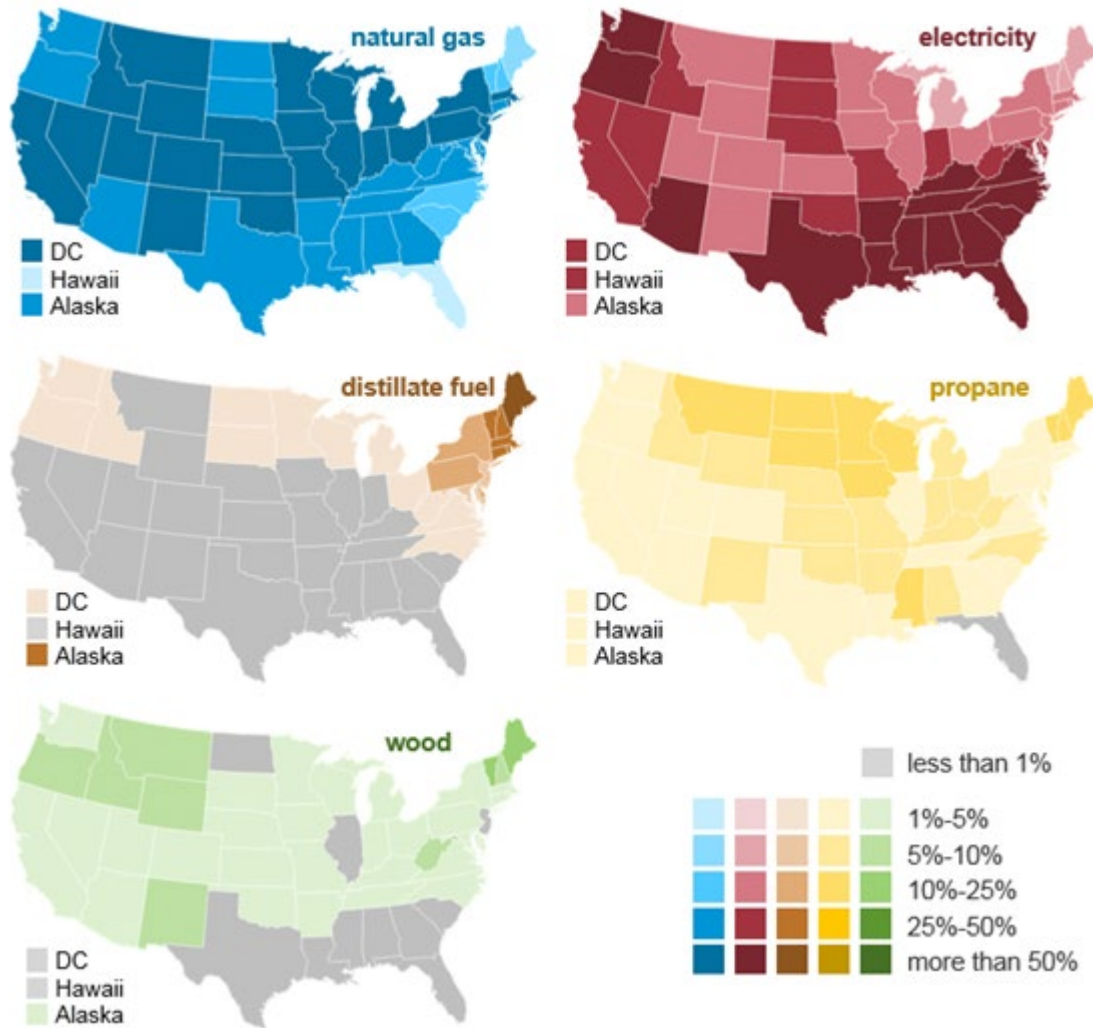 natural gas
DC
Hawaii
Alaska
electricity
DC
Hawaii
Alaska
distillate fuel
DC
Hawaii
Alaska
propane
DC
Hawaii
Alaska
wood
DC
Hawaii
Alaska
less than 1%
1%-5%
5%-10%
10%-25%
25%-50%
more than 50%